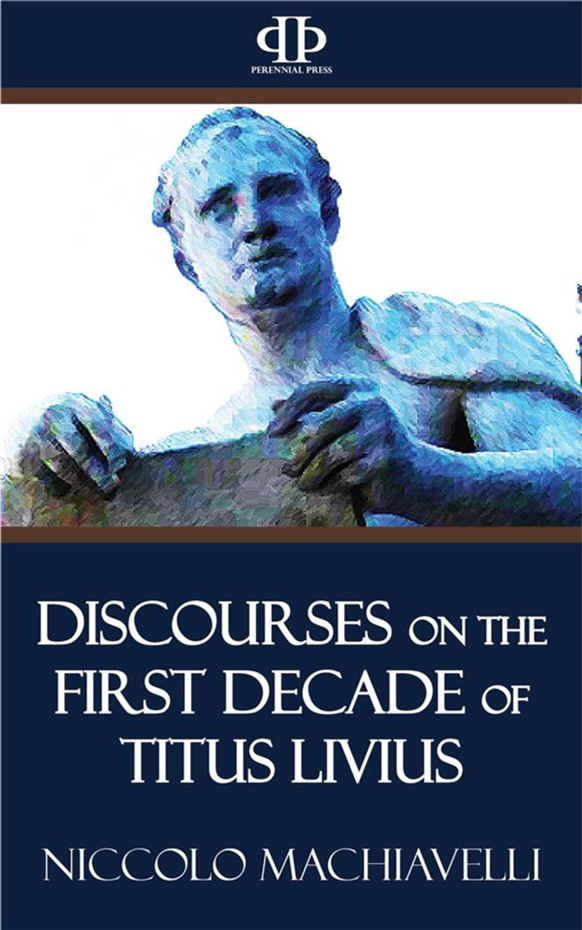 PERENNIAL PRESS
DISCOURSES ON THE
FIRST DECADE OF
TITUS LIVIUS
NICCOLO MACHIAVELLI